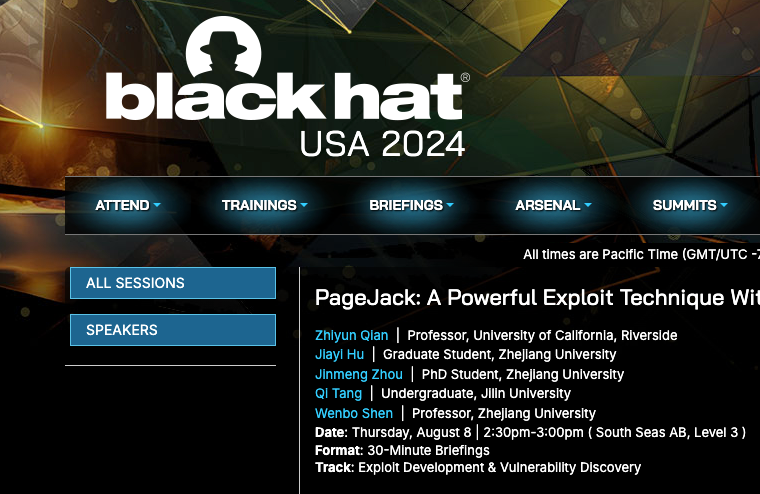 black hat®
USA 2024
ATTEND TRAININGS BRIEFINGS ARSENAL SUMMITS
All times are Pacific Time (GMT/UTC -7
ALL SESSIONS
SPEAKERS
PageJack: A Powerful Exploit Technique Wit
Zhiyun Qian | Professor, University of California, Riverside
Jiayi Hu | Graduate Student, Zhejiang University
Jinmeng Zhou | PhD Student, Zhejiang University
Qi Tang | Undergraduate, Jilin University
Wenbo Shen | Professor, Zhejiang University
Date: Thursday, August 8 | 2:30pm-3:00pm ( South Seas AB, Level 3 )
Format: 30-Minute Briefings
Track: Exploit Development & Vulnerability Discovery